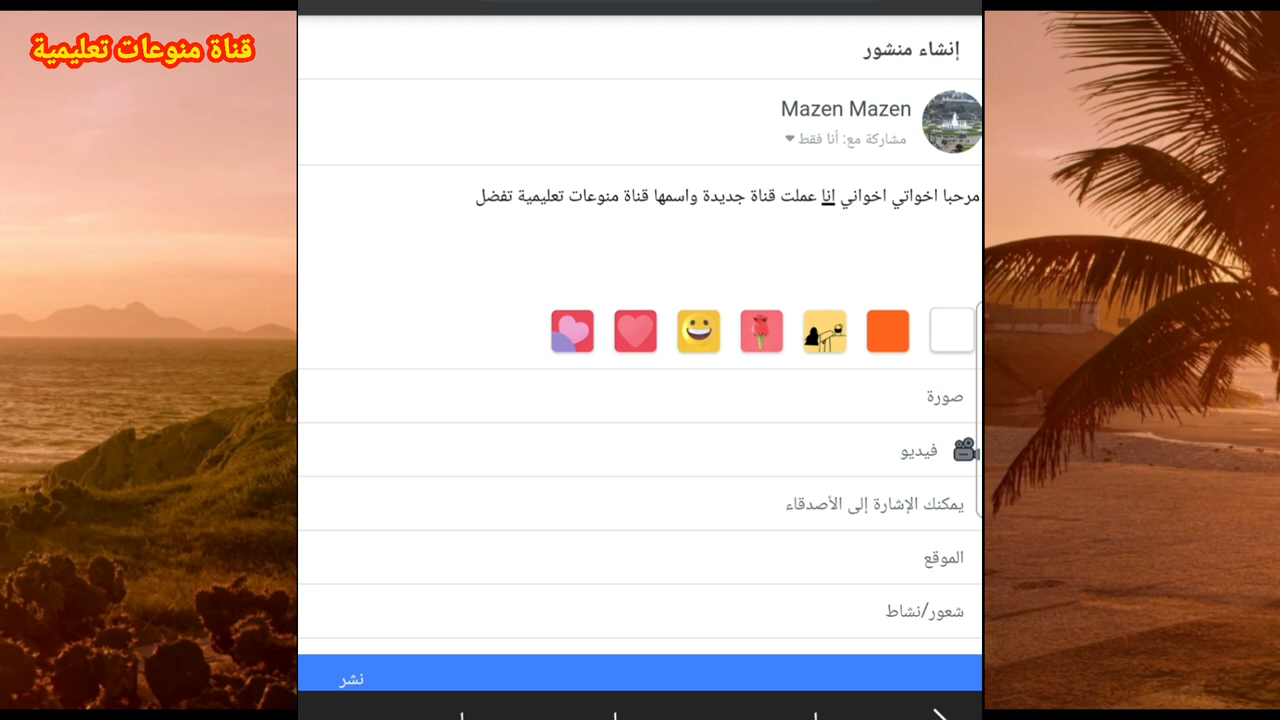 قناة منوعات تعليمية
إنشاء منشور
Mazen Mazen
مشاركة مع: أنا فقط
مرحبا اخواتي اخواني انا عملت قناة جديدة واسمها قناة منوعات تعليمية تفضل
صورة
فيديو
يمكنك الإشارة إلى الأصدقاء
الموقع
شعور/نشاط
نشر